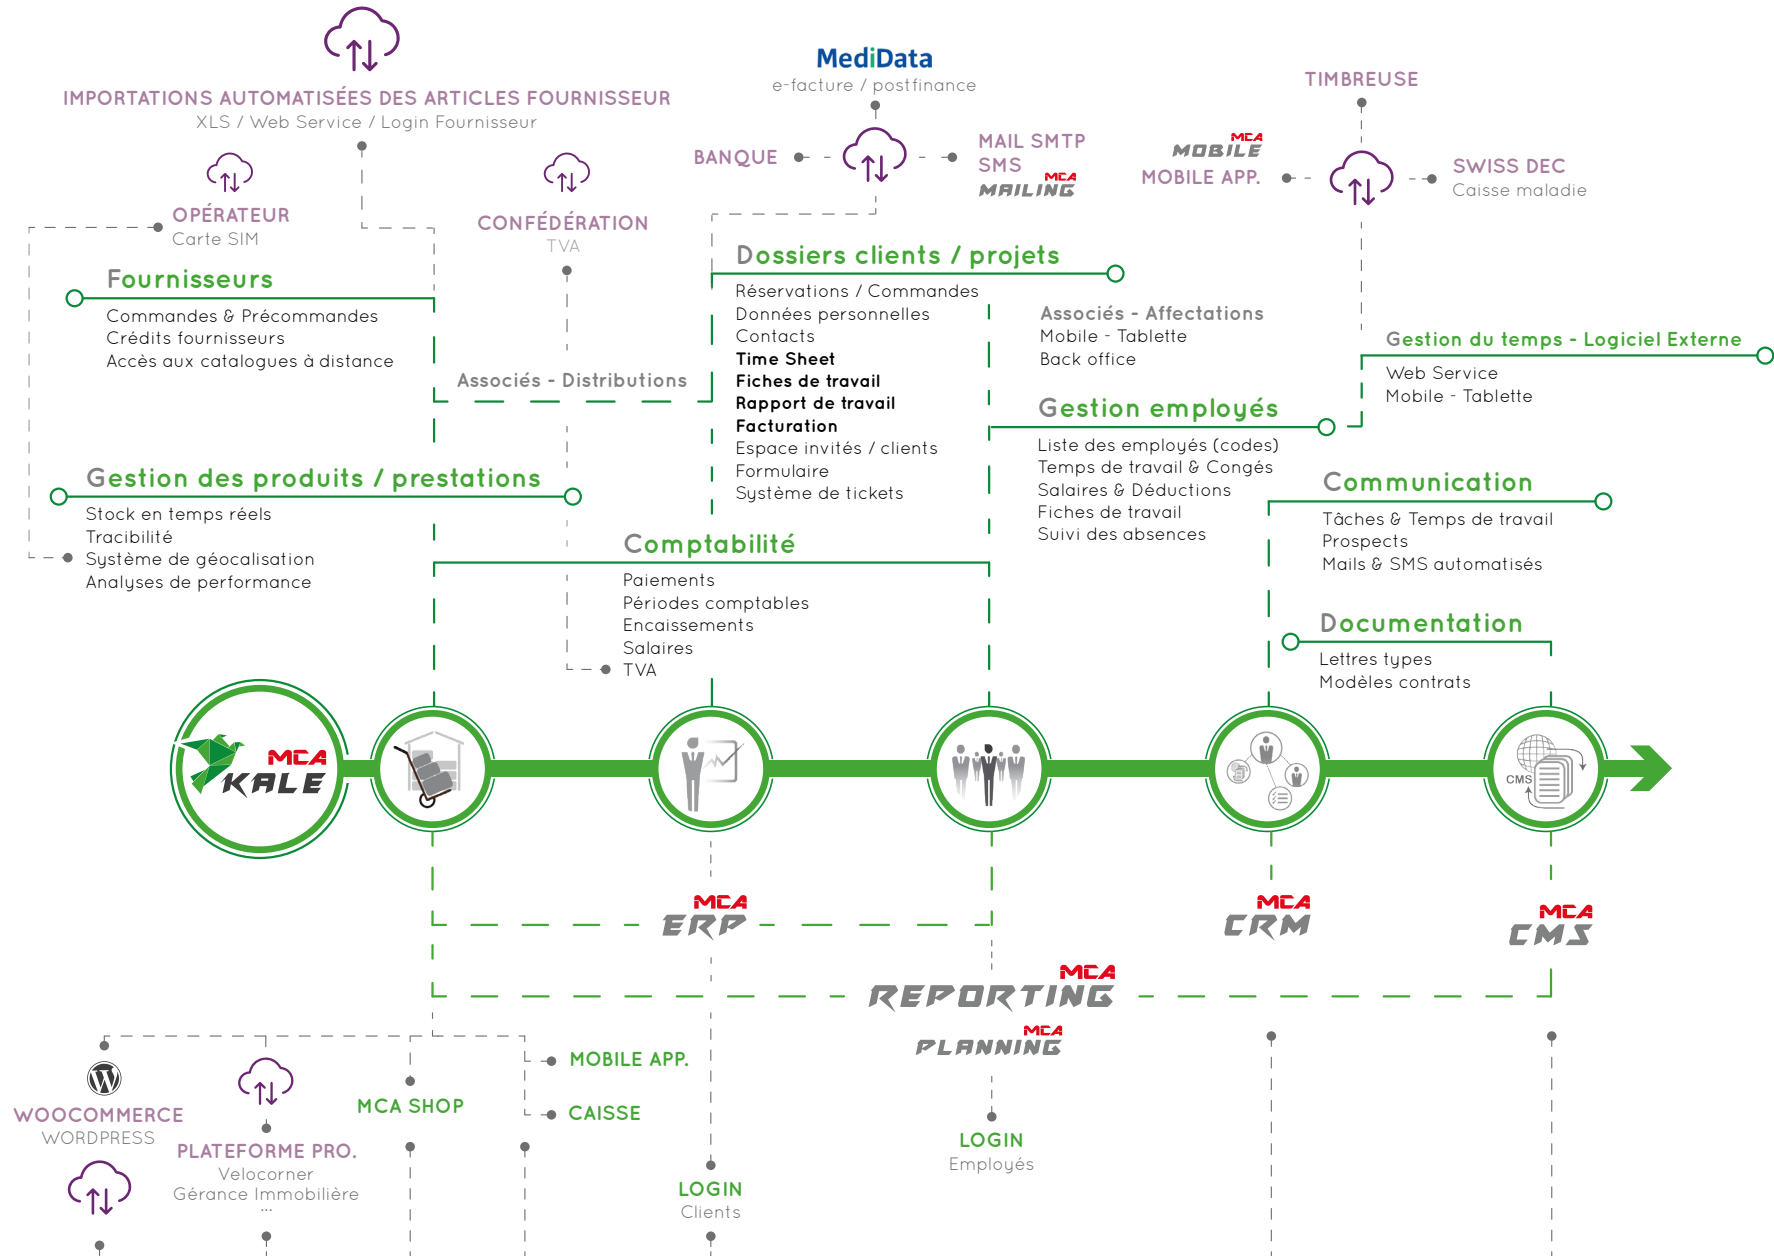 IMPORTATIONS AUTOMATISÉES DES ARTICLES FOURNISSEUR
XLS / Web Service / Login Fournisseur
OPÉRATEUR
Carte SIM
CONFÉDÉRATION
TVA
MediData
e-facture / postfinance
BANQUE
MAIL SMTP
SMS
MCA
MAILING
TIMBREUSE
MCA
MOBILE
MOBILE APP.
SWISS DEC
Caisse maladie
Fournisseurs
Commandes & Précommandes
Crédits fournisseurs
Accès aux catalogues à distance
Associés - Distributions
Dossiers clients / projets
Réservations / Commandes
Données personnelles
Contacts
Time Sheet
Fiches de travail
Rapport de travail
Facturation
Espace invités / clients
Formulaire
Système de tickets
Associés - Affectations
Mobile - Tablette
Back office
Gestion du temps - Logiciel Externe
Web Service
Mobile - Tablette
Gestion employés
Liste des employés (codes)
Temps de travail & Congés
Salaires & Déductions
Fiches de travail
Suivi des absences
Gestion des produits / prestations
Stock en temps réels
Tracibilité
Système de géocalisation
Analyses de performance
Comptabilité
Paiements
Périodes comptables
Encaissements
Salaires
TVA
Communication
Tâches & Temps de travail
Prospects
Mails & SMS automatisés
Documentation
Lettres types
Modèles contrats
MCA
KALE
CMS
MCA
ERP
MCA
CRM
MCA
CMS
MCA
REPORTING
MCA
PLANNING
WOOCOMMERCE
WORDPRESS
PLATEFORME PRO.
Velocorner
Gérance Immobilière
...
MCA SHOP
MOBILE APP.
CAISSE
LOGIN
Clients
LOGIN
Employés